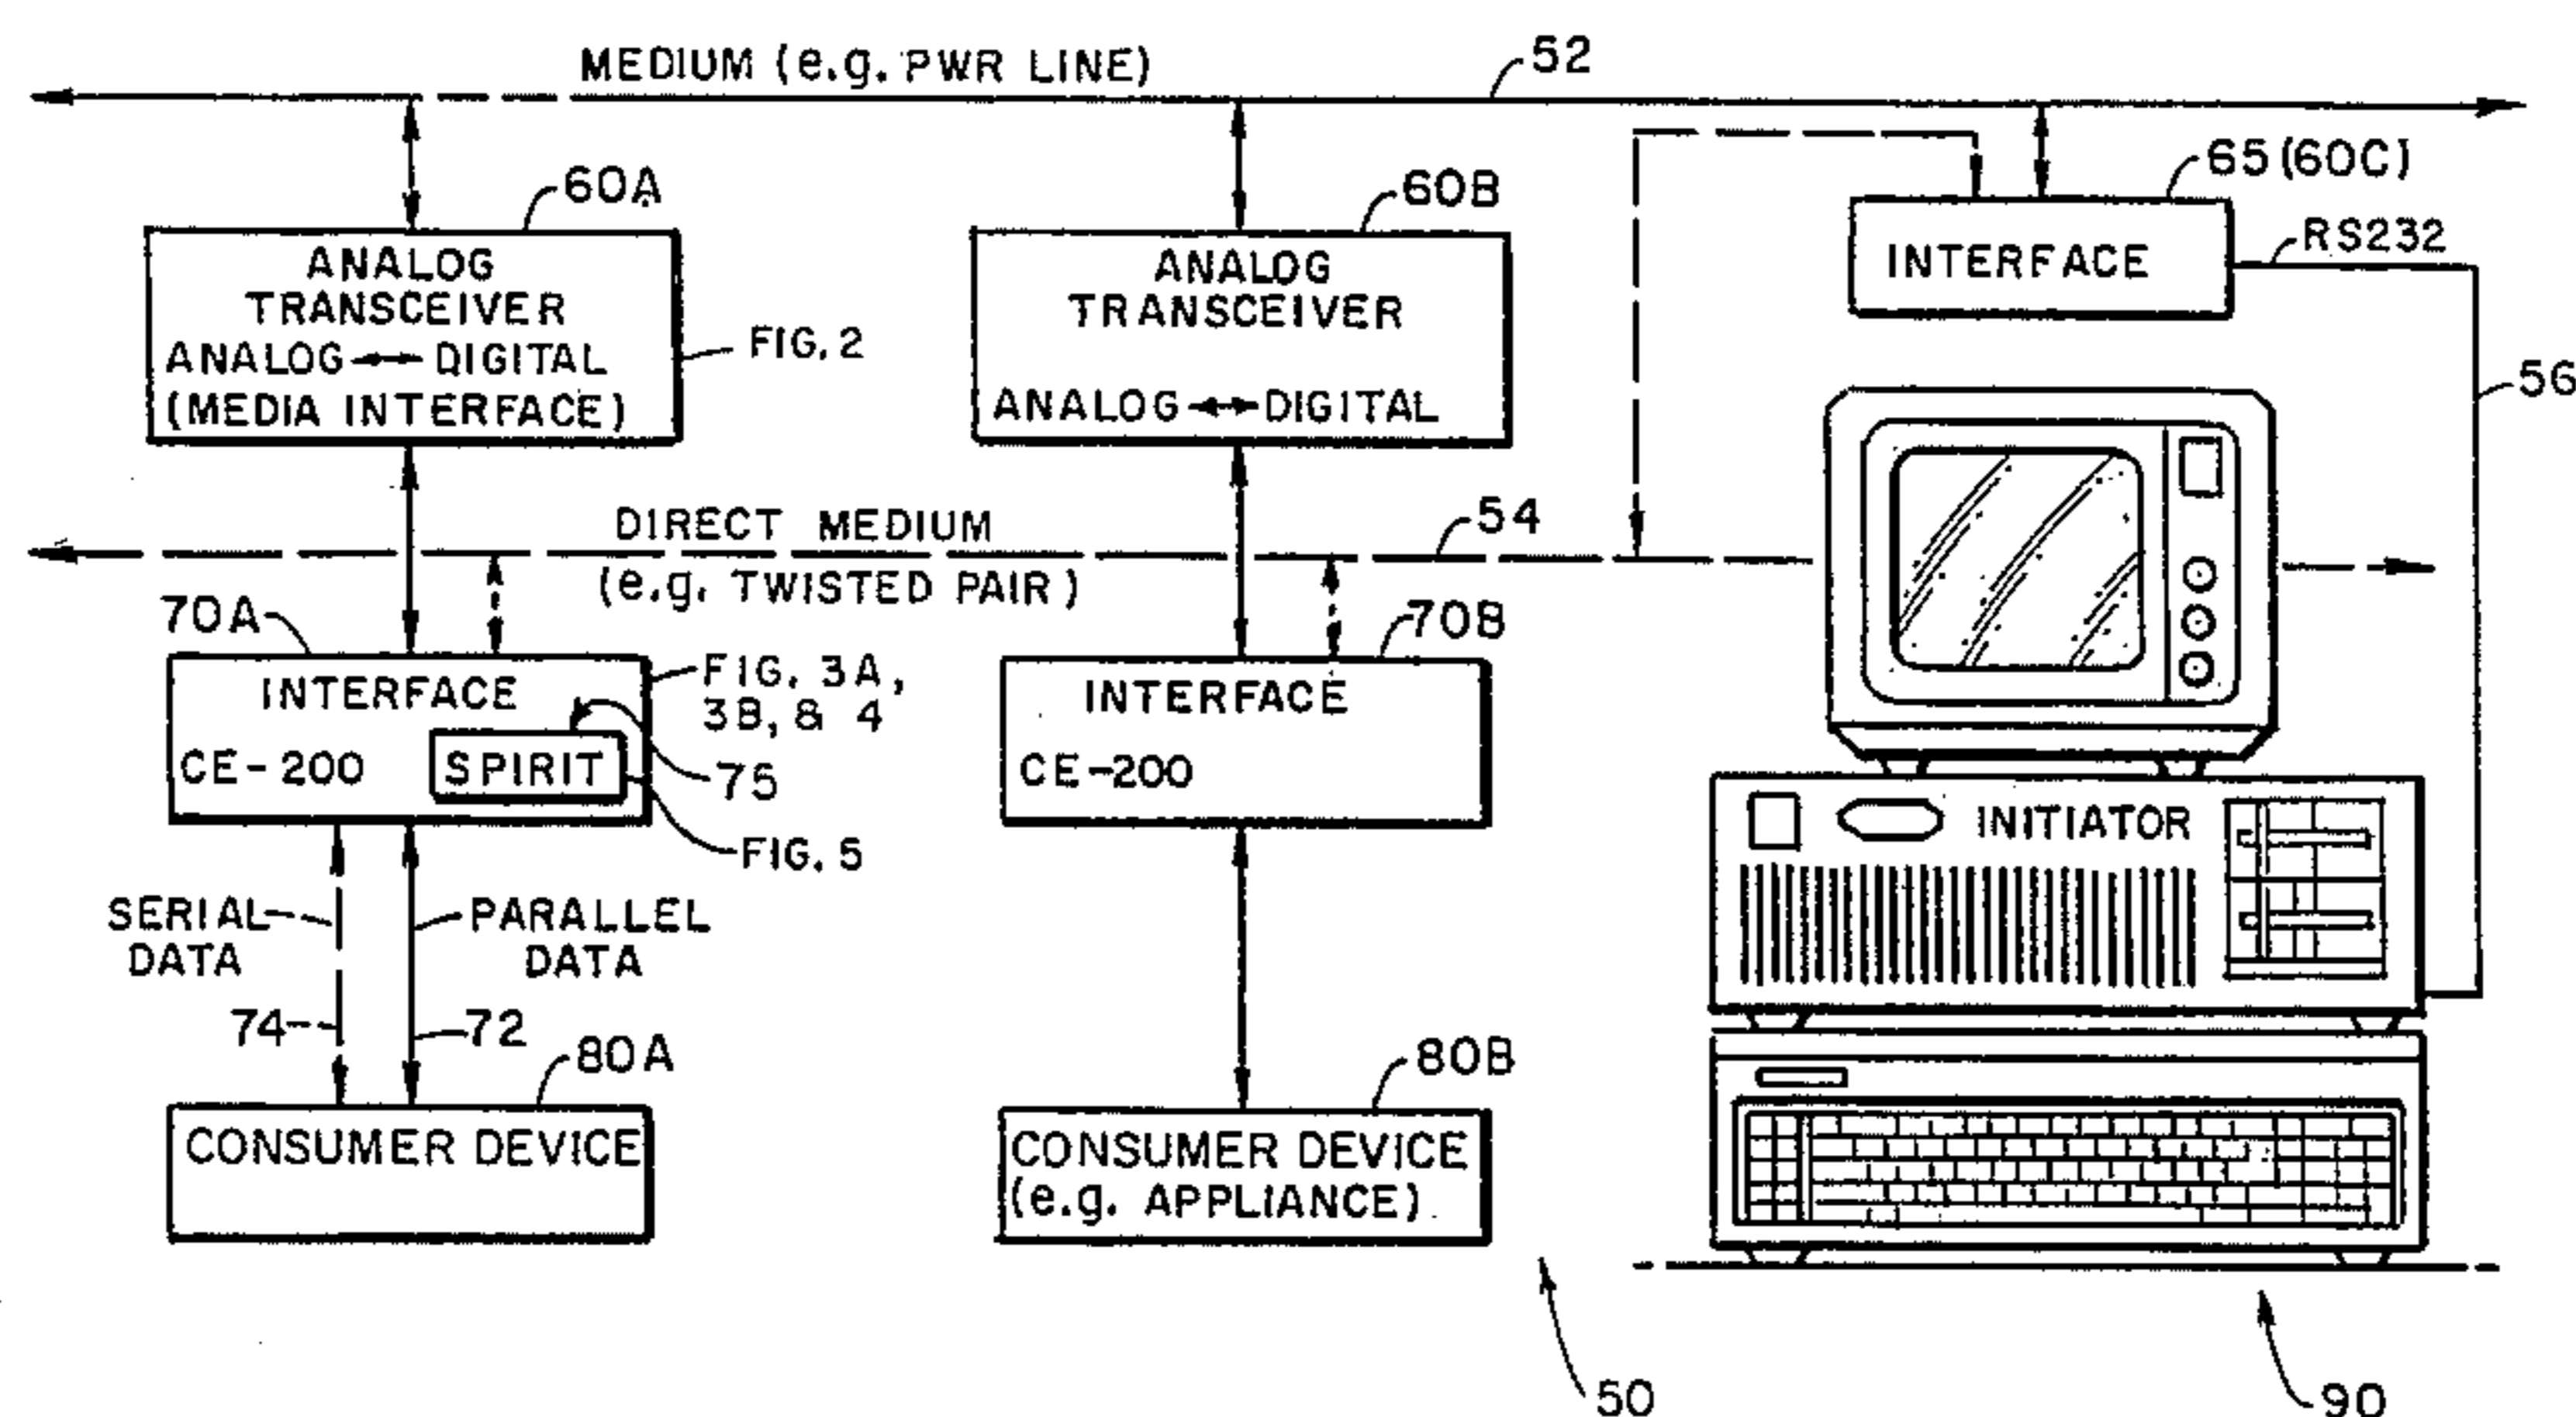 MEDIUM (e.g. PWR LINE)
52
60A
60B
65 (60C)
ANALOG
TRANSCEIVER
ANALOG ↔ DIGITAL
(MEDIA INTERFACE)
FIG. 2
ANALOG
TRANSCEIVER
ANALOG ↔ DIGITAL
INTERFACE
RS232
56
DIRECT MEDIUM
(e.g. TWISTED PAIR)
54
70A
INTERFACE
CE-200
SPIRIT
FIG. 3A,
3B, & 4
75
FIG. 5
70B
INTERFACE
CE-200
INITIATOR
SERIAL
DATA
PARALLEL
DATA
74
72
80A
CONSUMER DEVICE
80B
CONSUMER DEVICE
(e.g. APPLIANCE)
50
90